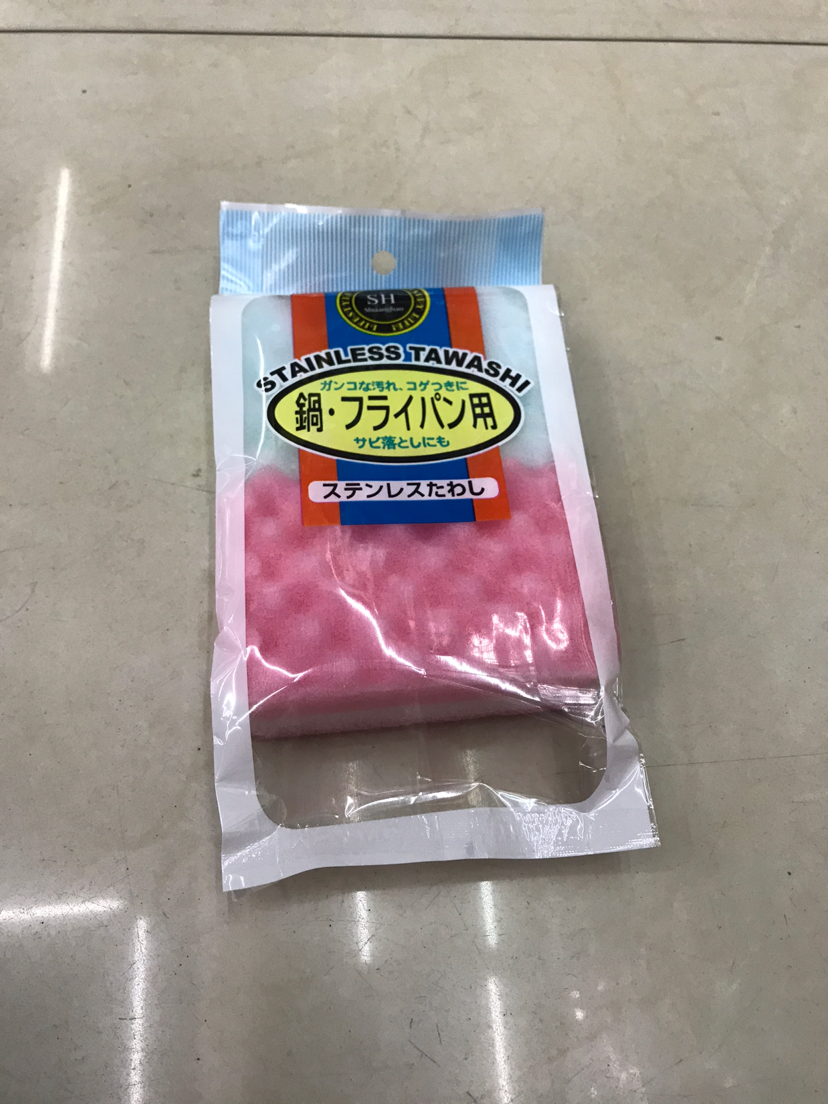 SH
STAINLESS TAWASHI
ガンコな汚れ、コゲつきに
鍋・フライパン用
サビ落としにも
ステンレスたわし